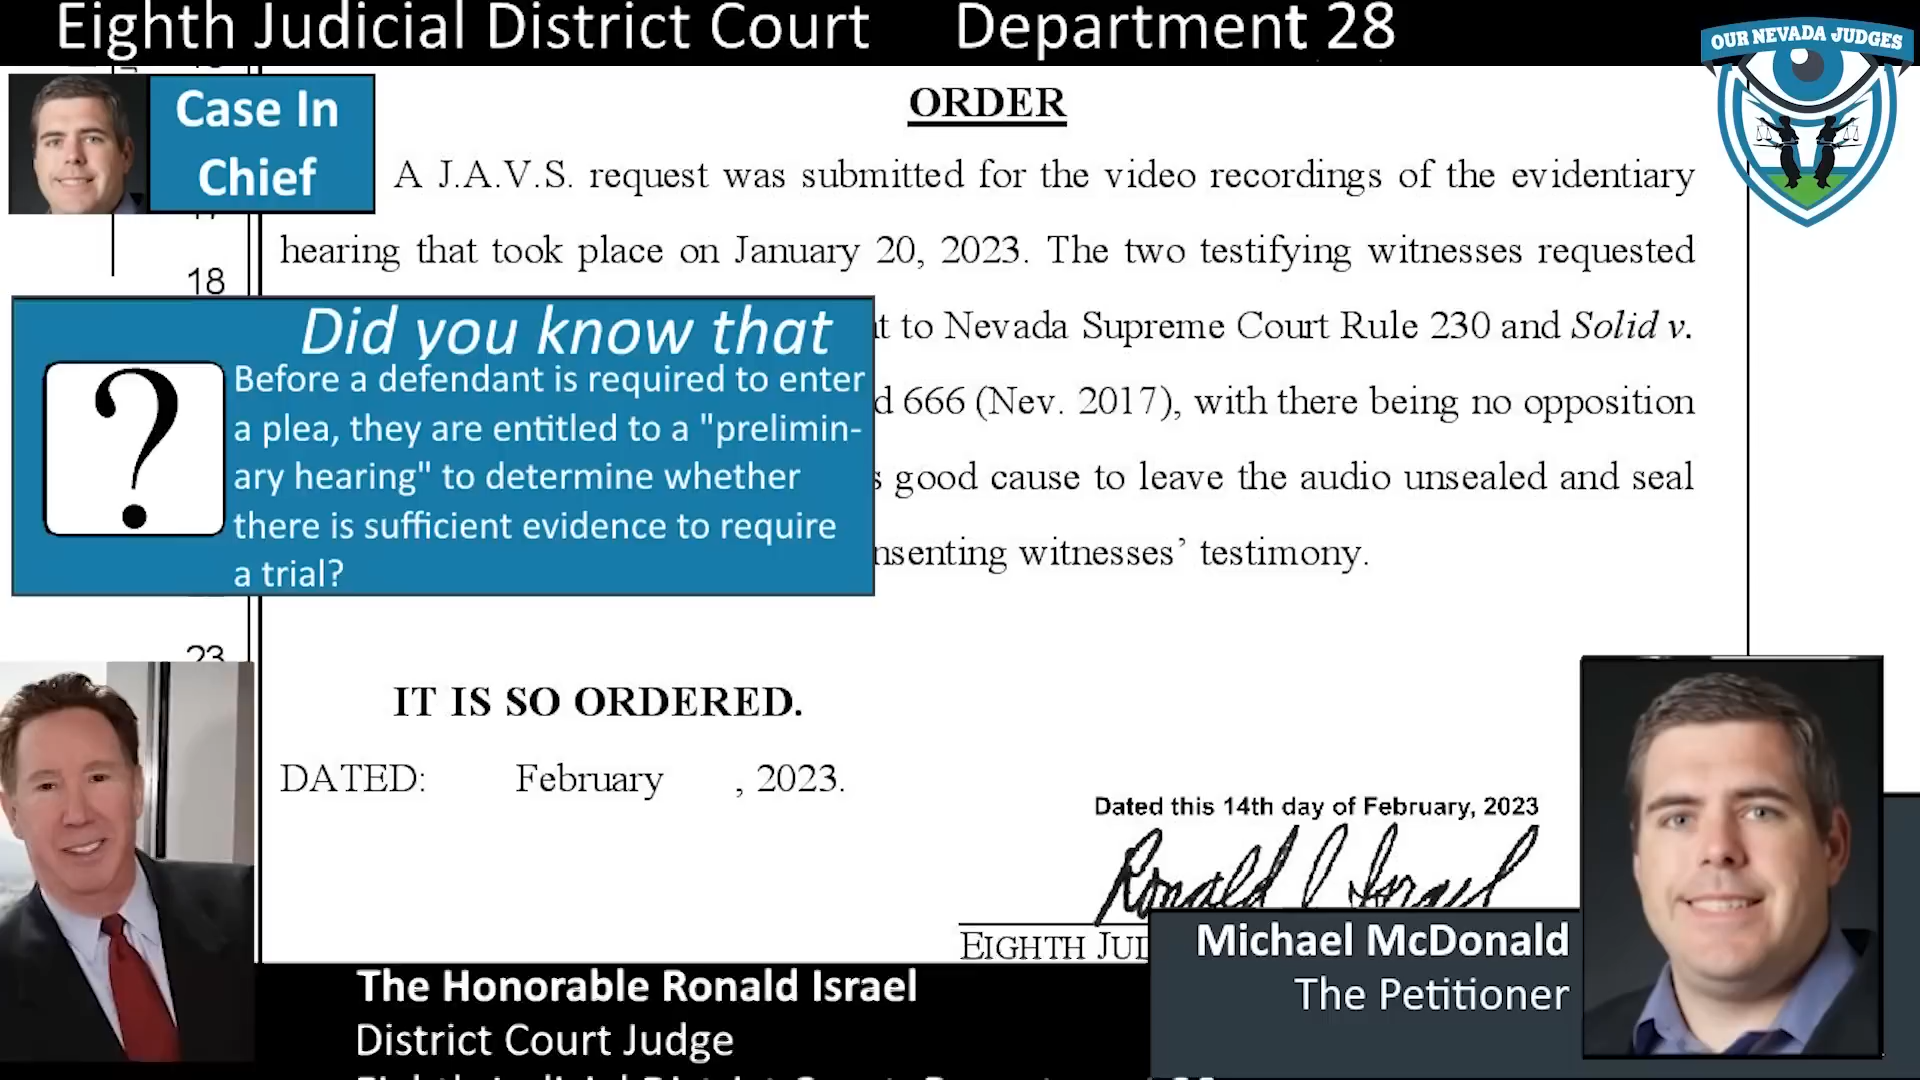 Eighth Judicial District Court Department 28
OUR NEVADA JUDGES
Case In
Chief
ORDER
A J.A.V.S. request was submitted for the video recordings of the evidentiary
hearing that took place on January 20, 2023. The two testifying witnesses requested
18
to Nevada Supreme Court Rule 230 and Solid v.
666 (Nev. 2017), with there being no opposition
good cause to leave the audio unsealed and seal
witnesses’ testimony.
Did you know that
?
Before a defendant is required to enter
a plea, they are entitled to a "prelimin-
ary hearing" to determine whether
there is sufficient evidence to require
a trial?
23
IT IS SO ORDERED.
DATED: February , 2023.
Dated this 14th day of February, 2023
Ronald J Israel
EIGHTH
Michael McDonald
The Petitioner
The Honorable Ronald Israel
District Court Judge